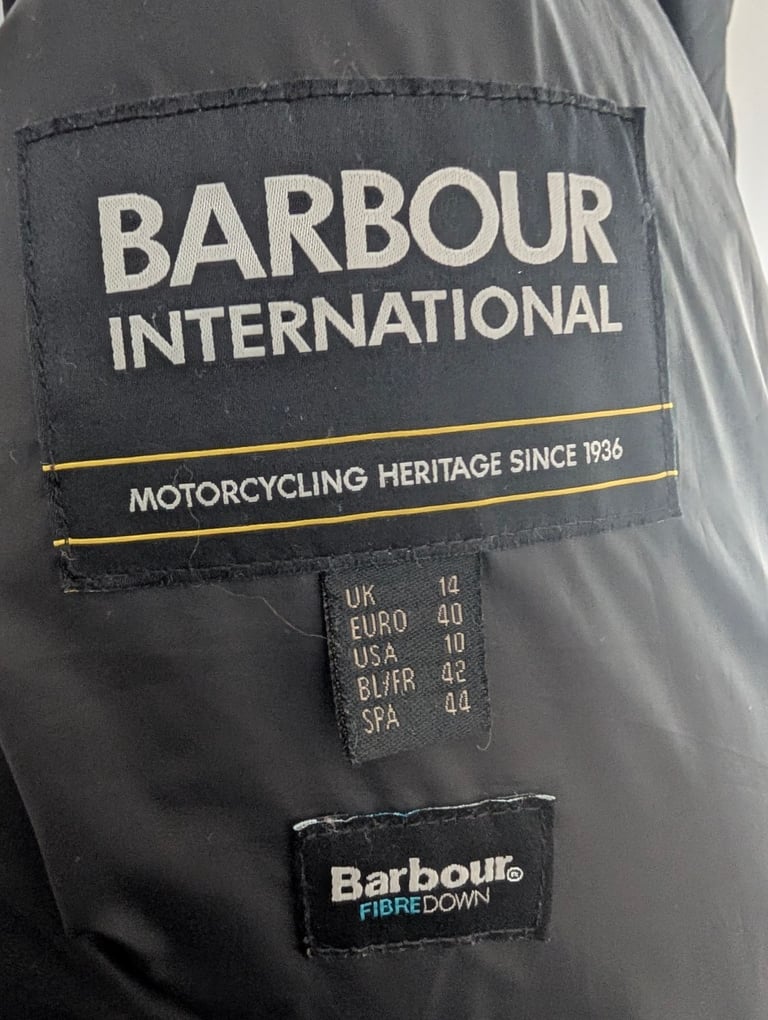 BARBOUR
INTERNATIONAL
MOTORCYCLING HERITAGE SINCE 1936
UK 14
EURO 40
USA 10
BL/FR 42
SPA 44
Barbour®
FIBREDOWN